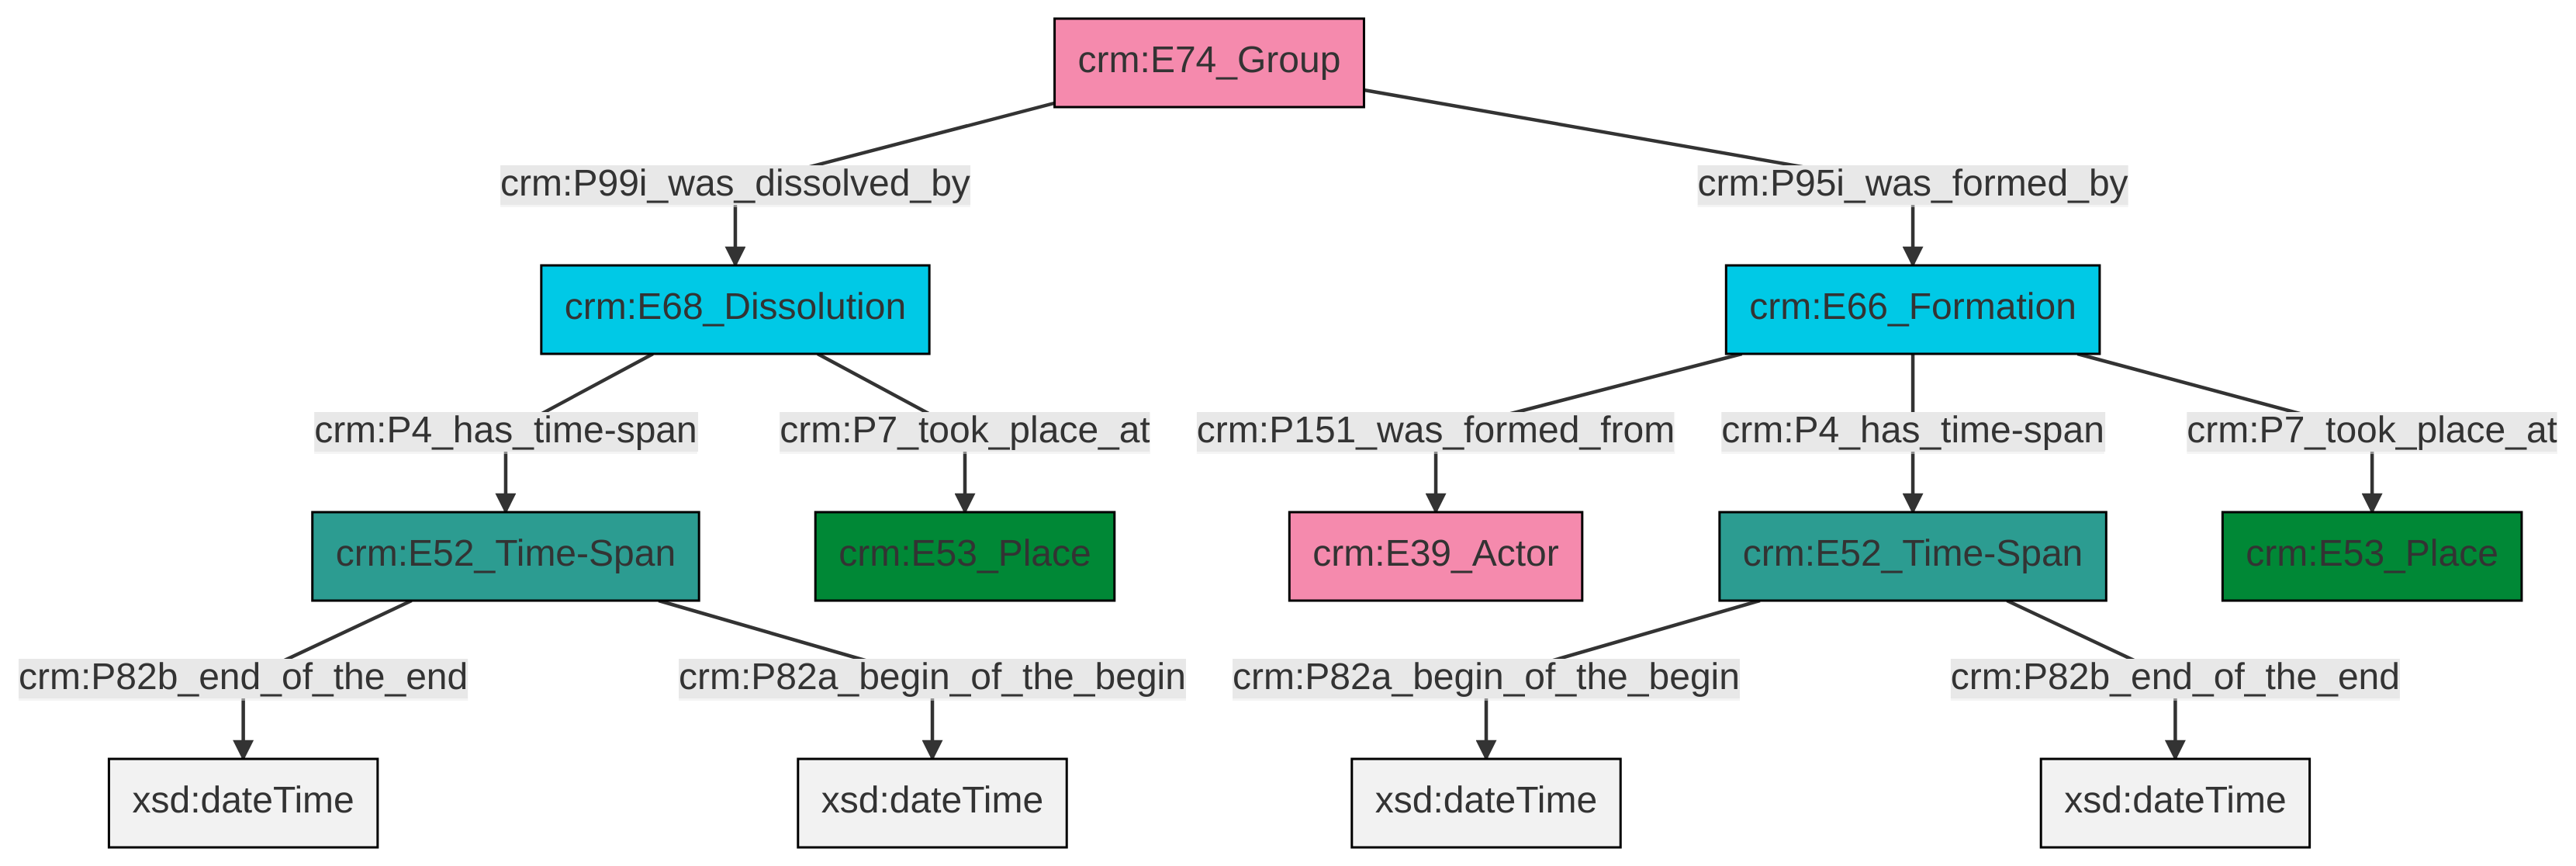 crm:E74_Group
crm:P99i_was_dissolved_by
crm:P95i_was_formed_by
crm:E68_Dissolution
crm:E66_Formation
crm:P4_has_time-span
crm:P7_took_place_at
crm:P151_was_formed_from
crm:P4_has_time-span
crm:P7_took_place_at
crm:E52_Time-Span
crm:E53_Place
crm:E39_Actor
crm:E52_Time-Span
crm:E53_Place
crm:P82b_end_of_the_end
crm:P82a_begin_of_the_begin
crm:P82a_begin_of_the_begin
crm:P82b_end_of_the_end
xsd:dateTime
xsd:dateTime
xsd:dateTime
xsd:dateTime